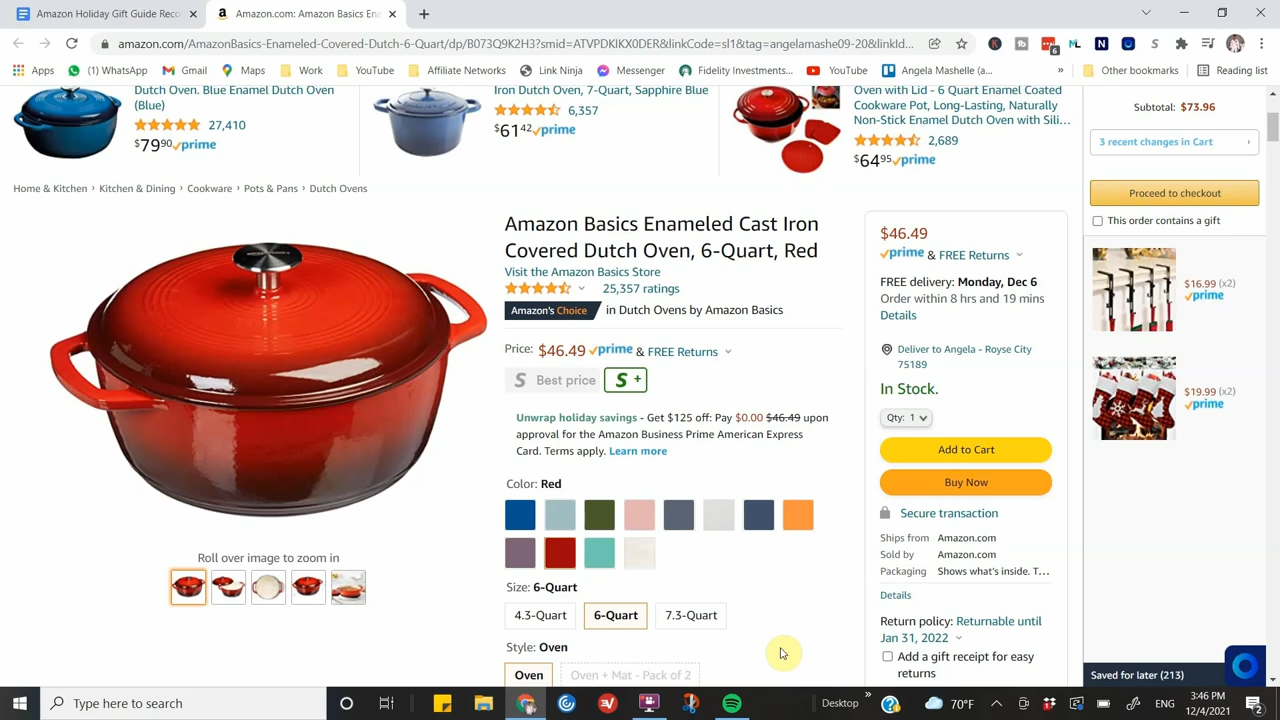 Amazon Holiday Gift Guide Reco
Amazon.com: Amazon Basics Ena
amazon.com/AmazonBasics-Enameled-Covered-Dutch-6-Quart/dp/B073Q9K2H3?smid=ATVPDKIKX0DER&linkCode=sl1&tag=angelamashe09-20&linkId...
6
Apps
(1) WhatsApp
Gmail
Maps
Work
YouTube
Affiliate Networks
Link Ninja
Messenger
Fidelity Investments...
YouTube
Angela Mashelle (a...
»
Other bookmarks
Reading list
Dutch Oven. Blue Enamel Dutch Oven
(Blue)
27,410
$79 90 prime
Iron Dutch Oven, 7-Quart, Sapphire Blue
6,357
$61 42 prime
Oven with Lid - 6 Quart Enamel Coated
Cookware Pot, Long-Lasting, Naturally
Non-Stick Enamel Dutch Oven with Sili...
2,689
$64 95 prime
Subtotal: $73.96
3 recent changes in Cart ›
Proceed to checkout
This order contains a gift
$16.99 (x2)
prime
$19.99 (x2)
prime
Home & Kitchen › Kitchen & Dining › Cookware › Pots & Pans › Dutch Ovens
Roll over image to zoom in
Amazon Basics Enameled Cast Iron
Covered Dutch Oven, 6-Quart, Red
Visit the Amazon Basics Store
25,357 ratings
Amazon's Choice in Dutch Ovens by Amazon Basics
Price: $46.49 prime & FREE Returns
S Best price S +
Unwrap holiday savings - Get $125 off: Pay $0.00 $46.49 upon
approval for the Amazon Business Prime American Express
Card. Terms apply. Learn more
Color: Red
Size: 6-Quart
4.3-Quart 6-Quart 7.3-Quart
Style: Oven
Oven Oven + Mat - Pack of 2
$46.49
prime & FREE Returns
FREE delivery: Monday, Dec 6
Order within 8 hrs and 19 mins
Details
Deliver to Angela - Royse City
75189
In Stock.
Qty: 1
Add to Cart
Buy Now
Secure transaction
Ships from Amazon.com
Sold by Amazon.com
Packaging Shows what's inside. T...
Details
Return policy: Returnable until
Jan 31, 2022
Add a gift receipt for easy
returns
Saved for later (213)
Type here to search
Desktop
»
70°F
ENG
3:46 PM
12/4/2021
2